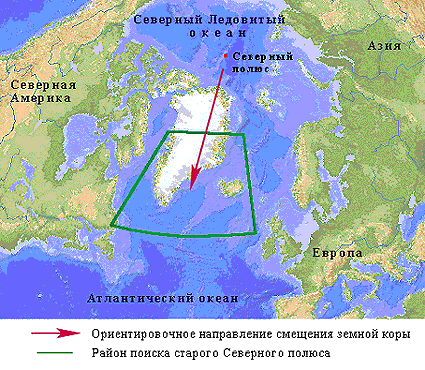 Северный Ледовитый
океан
Северный
полюс
Азия
Северная
Америка
Европа
Атлантический океан
Ориентировочное направление смещения земной коры
Район поиска старого Северного полюса